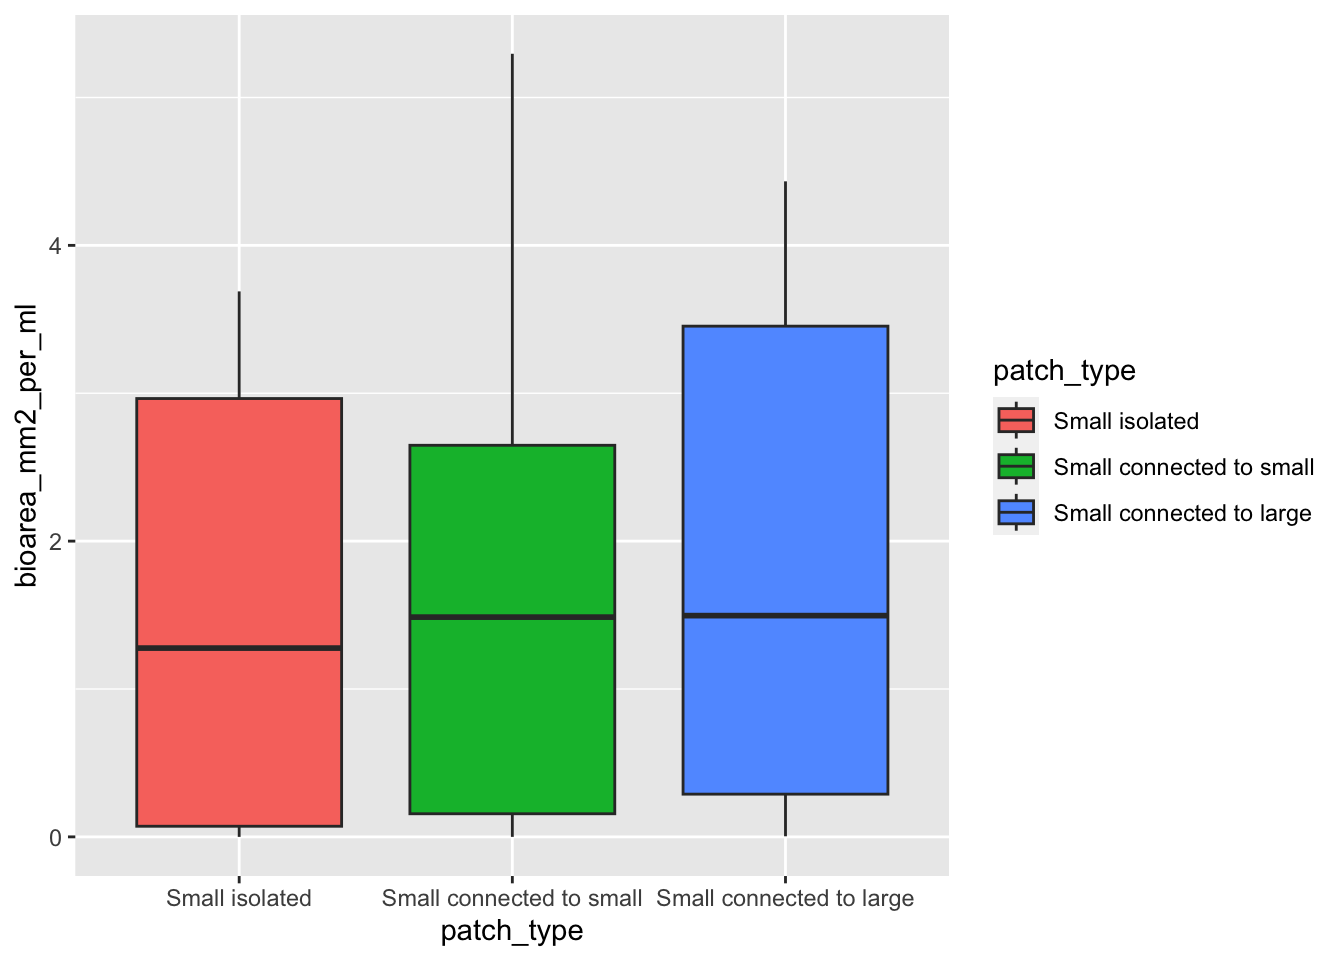 bioarea_mm2_per_ml
4
2
0
Small isolated
Small connected to small
Small connected to large
patch_type
patch_type
Small isolated
Small connected to small
Small connected to large